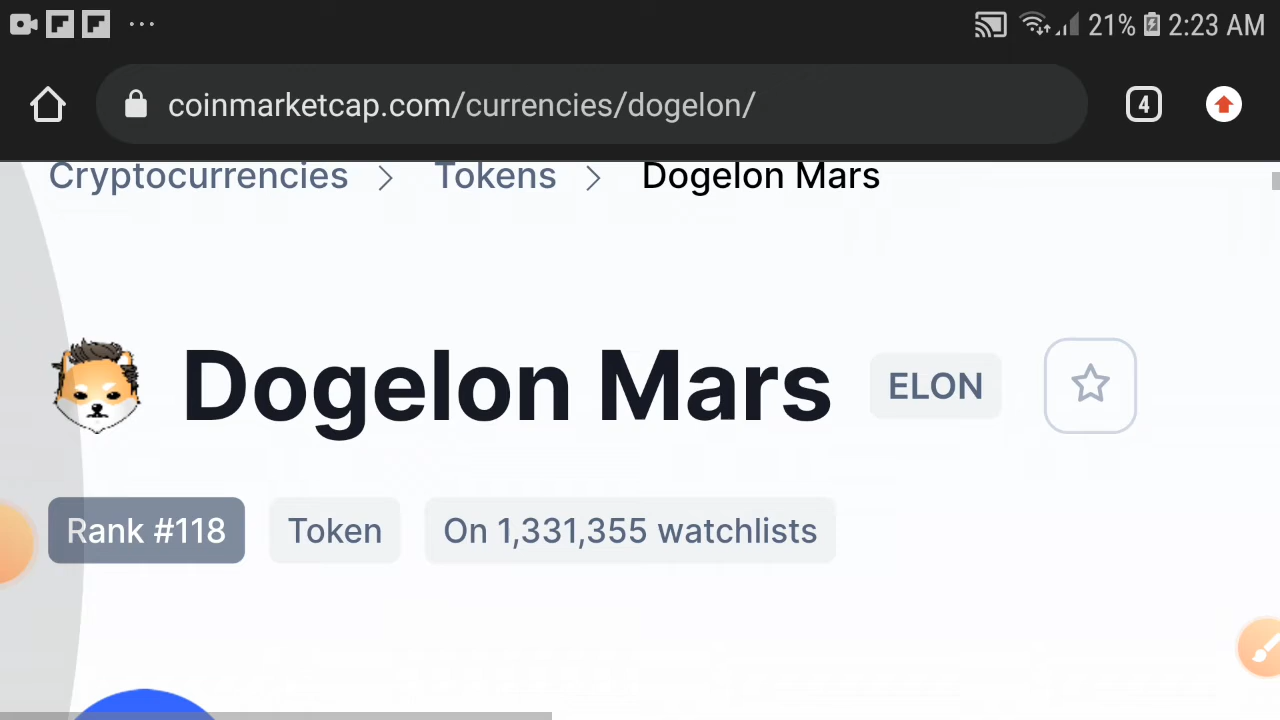 21% 2:23 AM
coinmarketcap.com/currencies/dogelon/ 4
Cryptocurrencies > Tokens > Dogelon Mars
Dogelon Mars ELON
Rank #118 Token On 1,331,355 watchlists